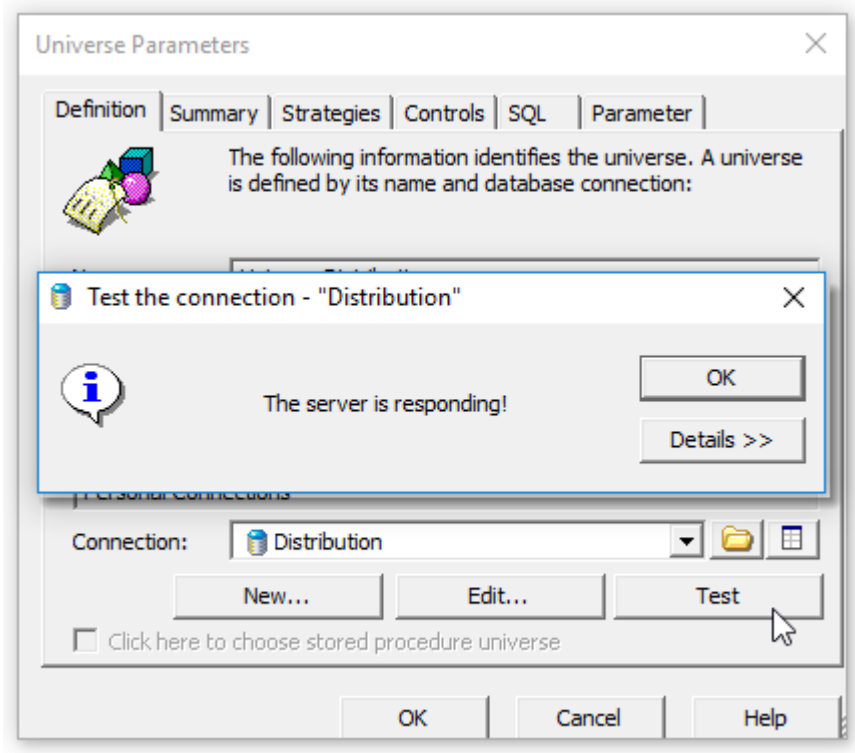 Universe Parameters
Definition Summary Strategies Controls SQL Parameter
The following information identifies the universe. A universe
is defined by its name and database connection:
Test the connection - "Distribution"
The server is responding!
OK
Details >>
Personal Connections
Connection: Distribution
New... Edit... Test
Click here to choose stored procedure universe
OK Cancel Help